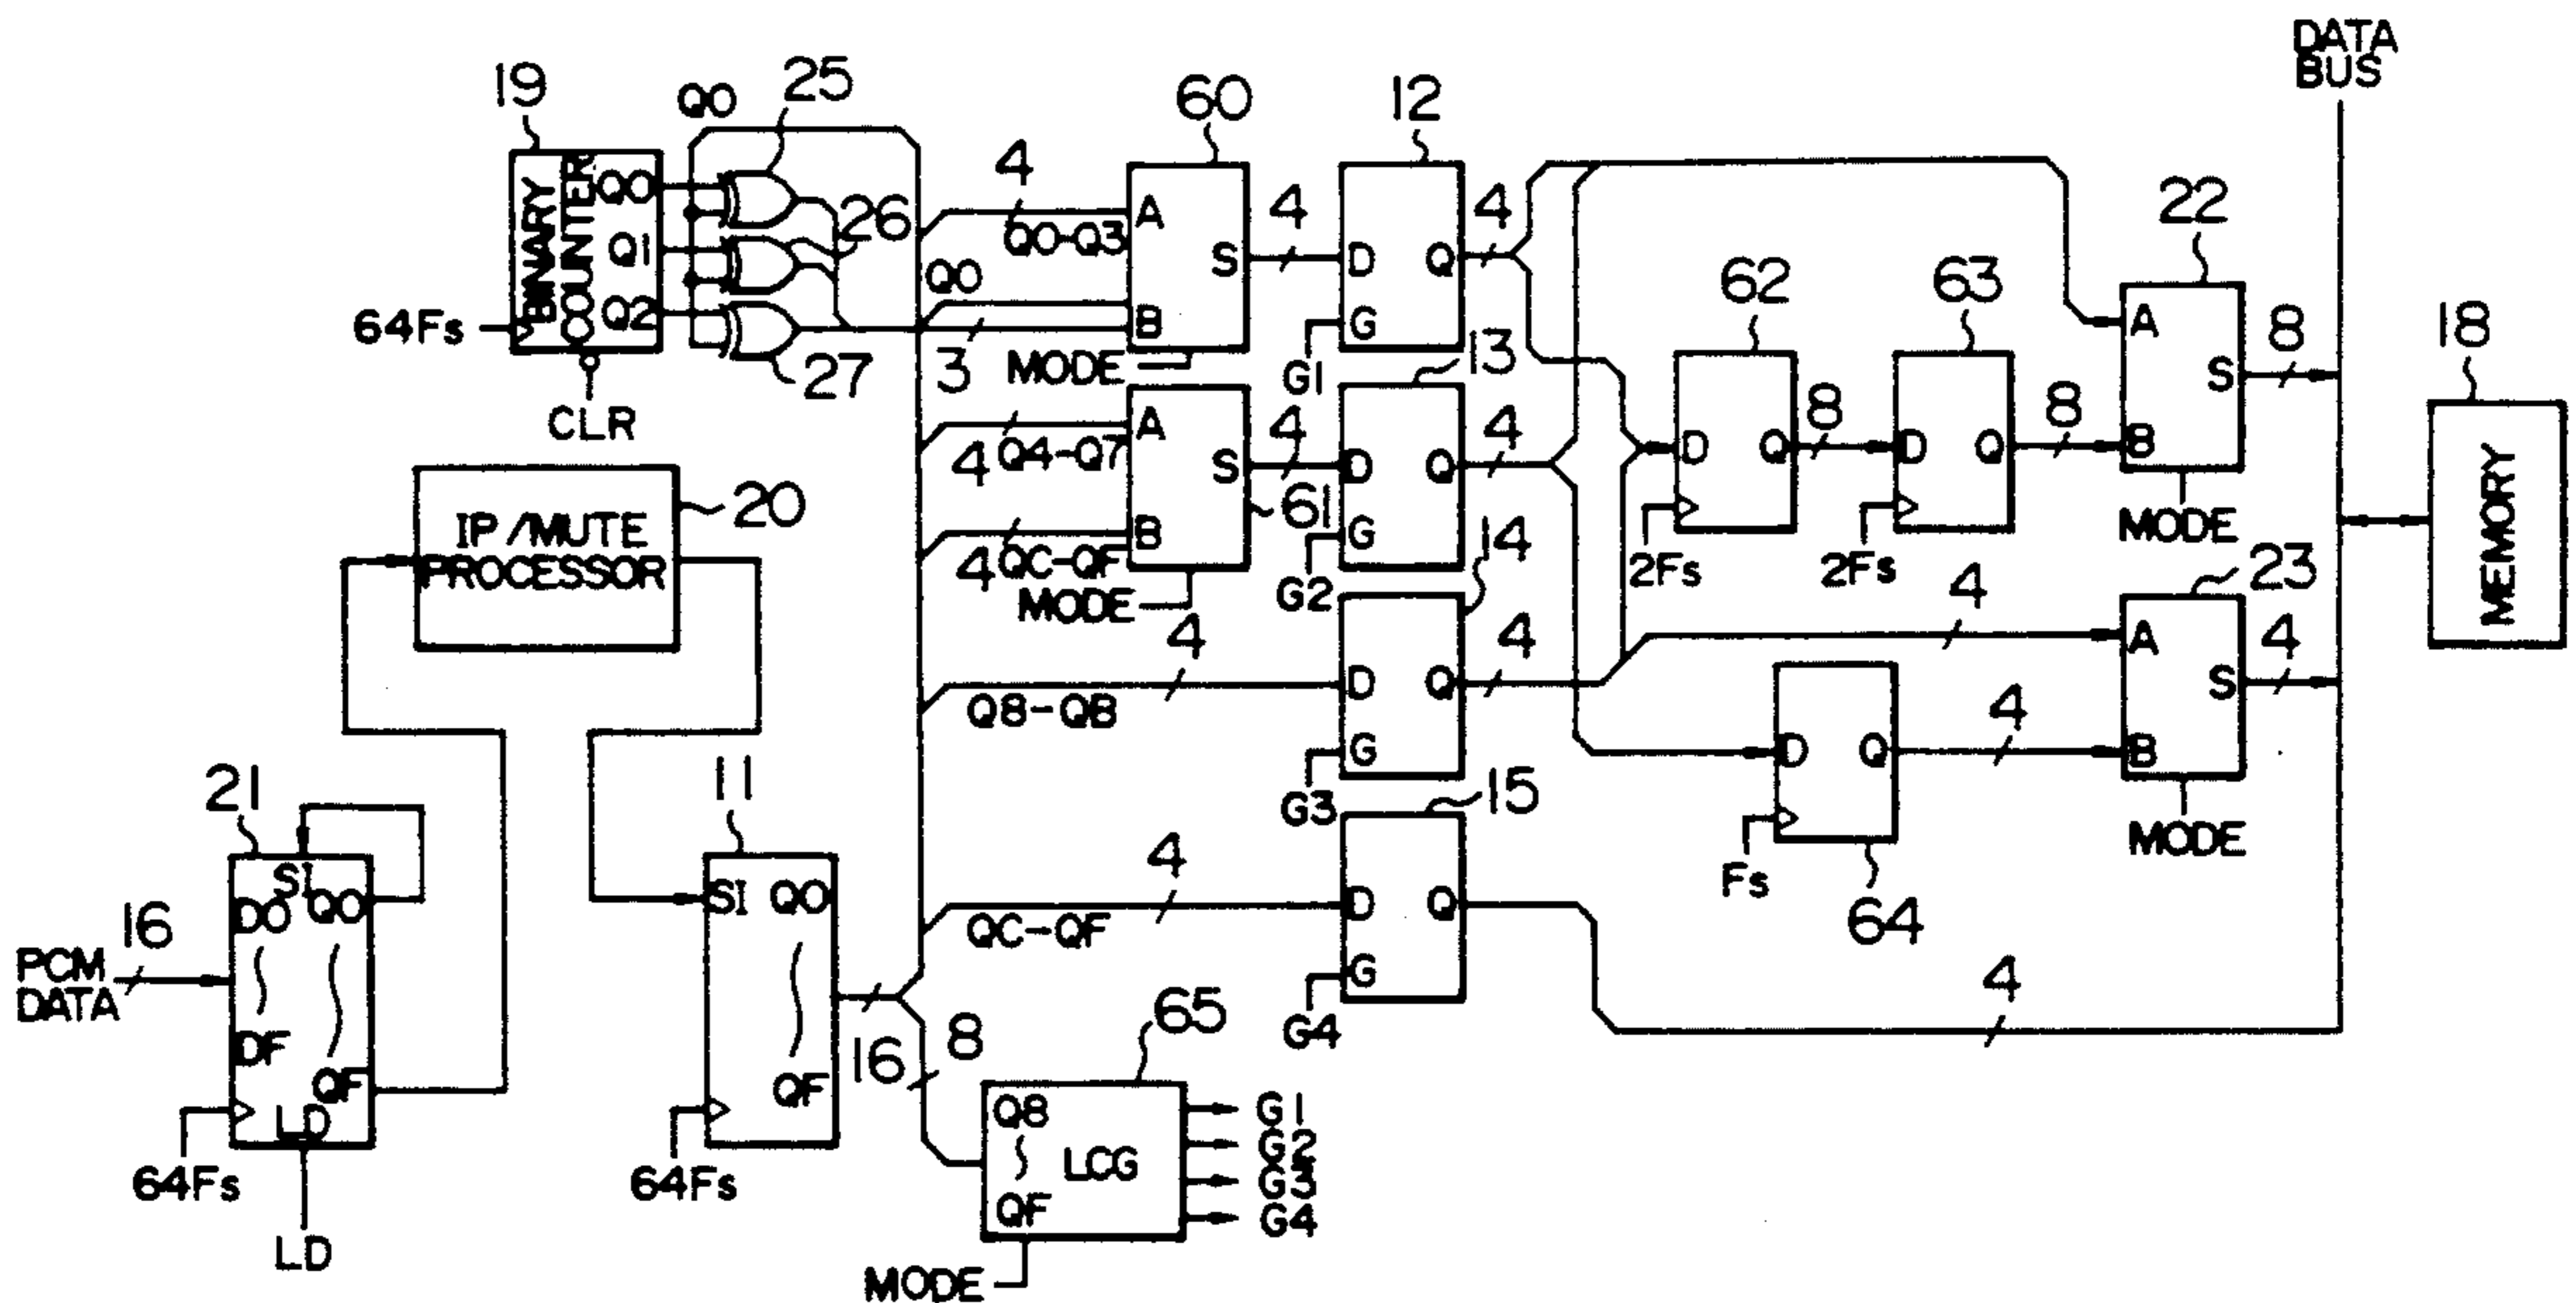 DATA
BUS
19
Q0
25
60
12
BINARY
COUNTER
Q0
Q1
Q2
26
4
Q0-Q3
A
S
B
4
D
Q
G
4
22
64Fs
CLR
27
Q0
3
MODE
G1
13
62
63
A
S
B
8
18
MEMORY
4
Q4-Q7
A
S
B
4
D
Q
G
4
D
Q
8
D
Q
8
2Fs
2Fs
MODE
IP/MUTE
PROCESSOR
20
4
QC-QF
61
MODE
G2
14
23
4
Q8-QB
D
Q
G
4
4
A
S
B
4
G3
D
Q
4
Fs
64
MODE
21
11
15
4
QC-QF
D
Q
G
G4
4
PCM
DATA
16
SI
D0
Q0
DF
QF
LD
64Fs
LD
SI
Q0
QF
64Fs
16
8
65
Q8
LCG
QF
G1
G2
G3
G4
MODE